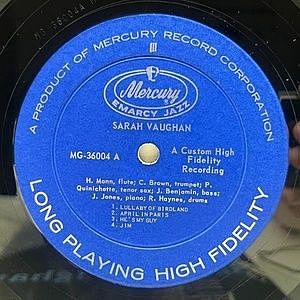 A PRODUCT OF MERCURY RECORD CORPORATION
Mercury
EMARCY JAZZ
SARAH VAUGHAN
MG-36004 A
A Custom High
Fidelity
Recording
H. Mann, flute; C. Brown, trumpet; P.
Quinichotte, tenor sax; J. Benjamin, bass;
J. Jones, piano; R. Haynes, drums
1. LULLABY OF BIRDLAND
2. APRIL IN PARIS
3. HE'S MY GUY
4. JIM
LONG PLAYING HIGH FIDELITY